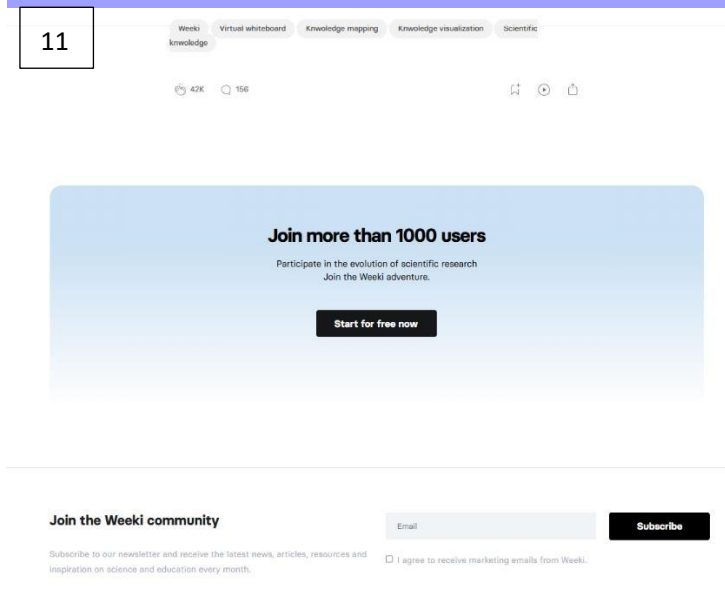 11
Weeki Virtual whiteboard Knwoledge mapping Knwoledge visualization Scientific
knwoledge
42K 156
Join more than 1000 users
Participate in the evolution of scientific research
Join the Weeki adventure.
Start for free now
Join the Weeki community
Subscribe to our newsletter and receive the latest news, articles, resources and
inspiration on science and education every month.
Email
Subscribe
I agree to receive marketing emails from Weeki.